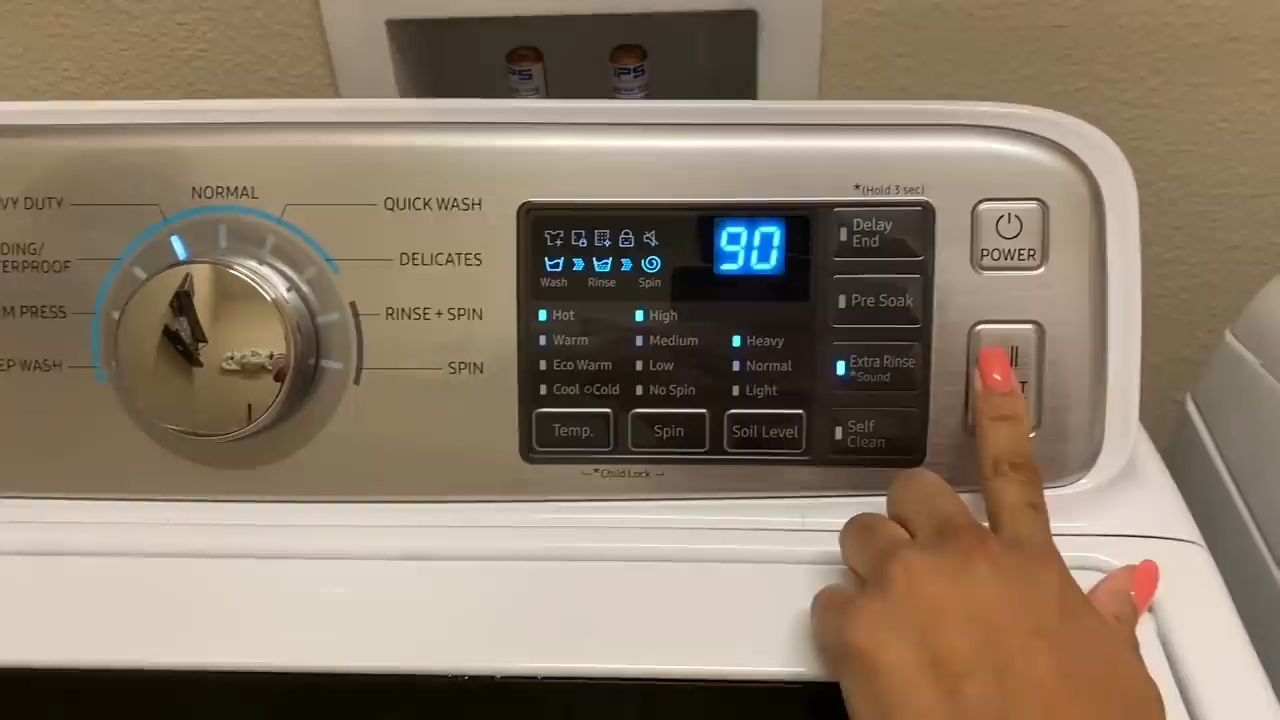 IPS
NORMAL
VY DUTY
QUICK WASH
DING/
TERPROOF
DELICATES
M PRESS
RINSE + SPIN
EP WASH
SPIN
90
Wash Rinse Spin
Hot High
Warm Medium Heavy
Eco Warm Low Normal
Cool Cold No Spin Light
Temp. Spin Soil Level
*Child Lock
*(Hold 3 sec)
Delay
End
Pre Soak
Extra Rinse
*Sound
Self
Clean
POWER